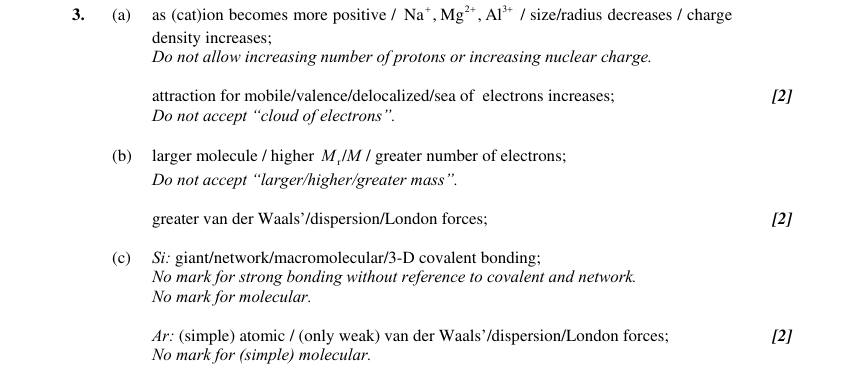 3. (a) as (cat)ion becomes more positive / Na⁺, Mg²⁺, Al³⁺ / size/radius decreases / charge
density increases;
Do not allow increasing number of protons or increasing nuclear charge.
attraction for mobile/valence/delocalized/sea of electrons increases; [2]
Do not accept “cloud of electrons”.
(b) larger molecule / higher Mᵣ/M / greater number of electrons;
Do not accept “larger/higher/greater mass”.
greater van der Waals’/dispersion/London forces; [2]
(c) Si: giant/network/macromolecular/3-D covalent bonding;
No mark for strong bonding without reference to covalent and network.
No mark for molecular.
Ar: (simple) atomic / (only weak) van der Waals’/dispersion/London forces; [2]
No mark for (simple) molecular.